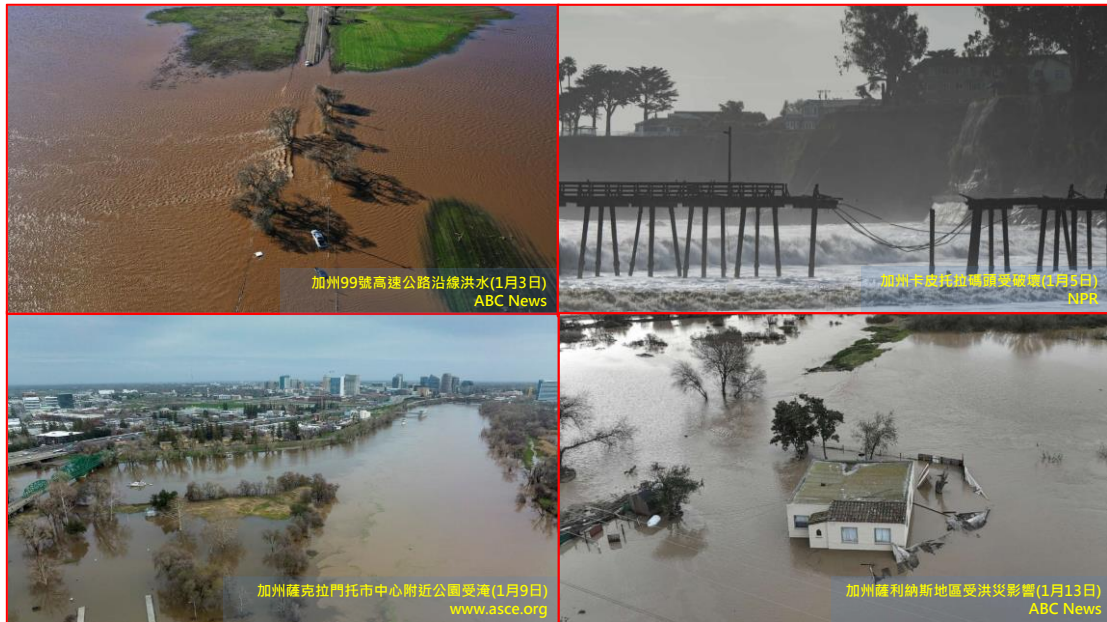 加州99號高速公路沿線洪水(1月3日)
ABC News
加州卡皮托拉碼頭受破壞(1月5日)
NPR
加州薩克拉門托市中心附近公園受淹(1月9日)
www.asce.org
加州薩利納斯地區受洪災影響(1月13日)
ABC News